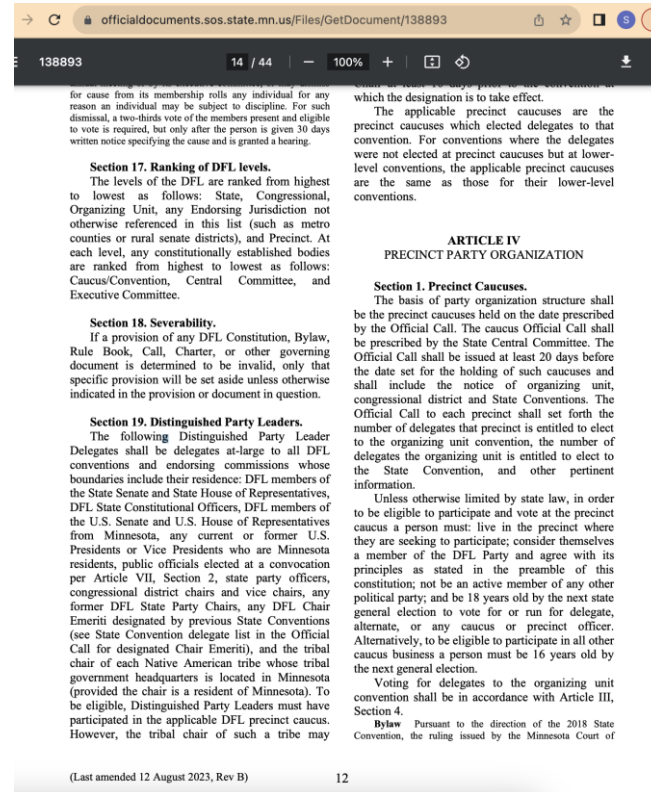 officialdocuments.sos.state.mn.us/Files/GetDocument/138893
S
138893
14 / 44
100%
for cause from its membership rolls any individual for any
reason an individual may be subject to discipline. For such
dismissal, a two-thirds vote of the members present and eligible
to vote is required, but only after the person is given 30 days
written notice specifying the cause and is granted a hearing.
Section 17. Ranking of DFL levels.
The levels of the DFL are ranked from highest
to lowest as follows: State, Congressional,
Organizing Unit, any Endorsing Jurisdiction not
otherwise referenced in this list (such as metro
counties or rural senate districts), and Precinct. At
each level, any constitutionally established bodies
are ranked from highest to lowest as follows:
Caucus/Convention, Central Committee, and
Executive Committee.
Section 18. Severability.
If a provision of any DFL Constitution, Bylaw,
Rule Book, Call, Charter, or other governing
document is determined to be invalid, only that
specific provision will be set aside unless otherwise
indicated in the provision or document in question.
Section 19. Distinguished Party Leaders.
The following Distinguished Party Leader
Delegates shall be delegates at-large to all DFL
conventions and endorsing commissions whose
boundaries include their residence: DFL members of
the State Senate and State House of Representatives,
DFL State Constitutional Officers, DFL members of
the U.S. Senate and U.S. House of Representatives
from Minnesota, any current or former U.S.
Presidents or Vice Presidents who are Minnesota
residents, public officials elected at a convocation
per Article VII, Section 2, state party officers,
congressional district chairs and vice chairs, any
former DFL State Party Chairs, any DFL Chair
Emeriti designated by previous State Conventions
(see State Convention delegate list in the Official
Call for designated Chair Emeriti), and the tribal
chair of each Native American tribe whose tribal
government headquarters is located in Minnesota
(provided the chair is a resident of Minnesota). To
be eligible, Distinguished Party Leaders must have
participated in the applicable DFL precinct caucus.
However, the tribal chair of such a tribe may
which the designation is to take effect.
The applicable precinct caucuses are the
precinct caucuses which elected delegates to that
convention. For conventions where the delegates
were not elected at precinct caucuses but at lower-
level conventions, the applicable precinct caucuses
are the same as those for their lower-level
conventions.
ARTICLE IV
PRECINCT PARTY ORGANIZATION
Section 1. Precinct Caucuses.
The basis of party organization structure shall
be the precinct caucuses held on the date prescribed
by the Official Call. The caucus Official Call shall
be prescribed by the State Central Committee. The
Official Call shall be issued at least 20 days before
the date set for the holding of such caucuses and
shall include the notice of organizing unit,
congressional district and State Conventions. The
Official Call to each precinct shall set forth the
number of delegates that precinct is entitled to elect
to the organizing unit convention, the number of
delegates the organizing unit is entitled to elect to
the State Convention, and other pertinent
information.
Unless otherwise limited by state law, in order
to be eligible to participate and vote at the precinct
caucus a person must: live in the precinct where
they are seeking to participate; consider themselves
a member of the DFL Party and agree with its
principles as stated in the preamble of this
constitution; not be an active member of any other
political party; and be 18 years old by the next state
general election to vote for or run for delegate,
alternate, or any caucus or precinct officer.
Alternatively, to be eligible to participate in all other
caucus business a person must be 16 years old by
the next general election.
Voting for delegates to the organizing unit
convention shall be in accordance with Article III,
Section 4.
Bylaw Pursuant to the direction of the 2018 State
Convention, the ruling issued by the Minnesota Court of
(Last amended 12 August 2023, Rev B)
12